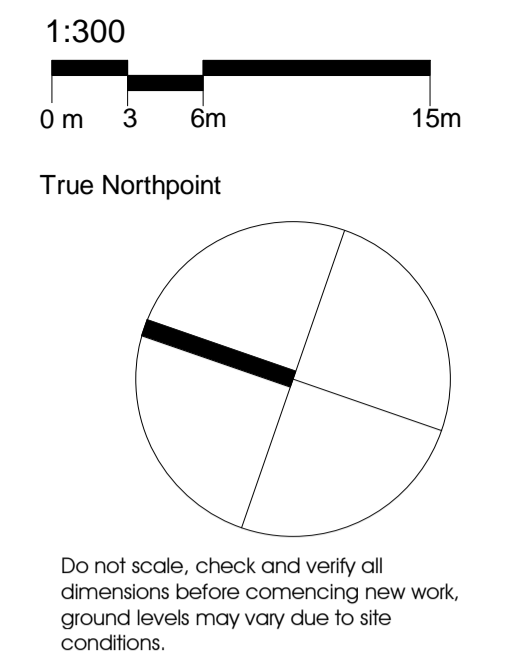 1:300
0 m 3 6m 15m
True Northpoint
Do not scale, check and verify all
dimensions before comencing new work,
ground levels may vary due to site
conditions.